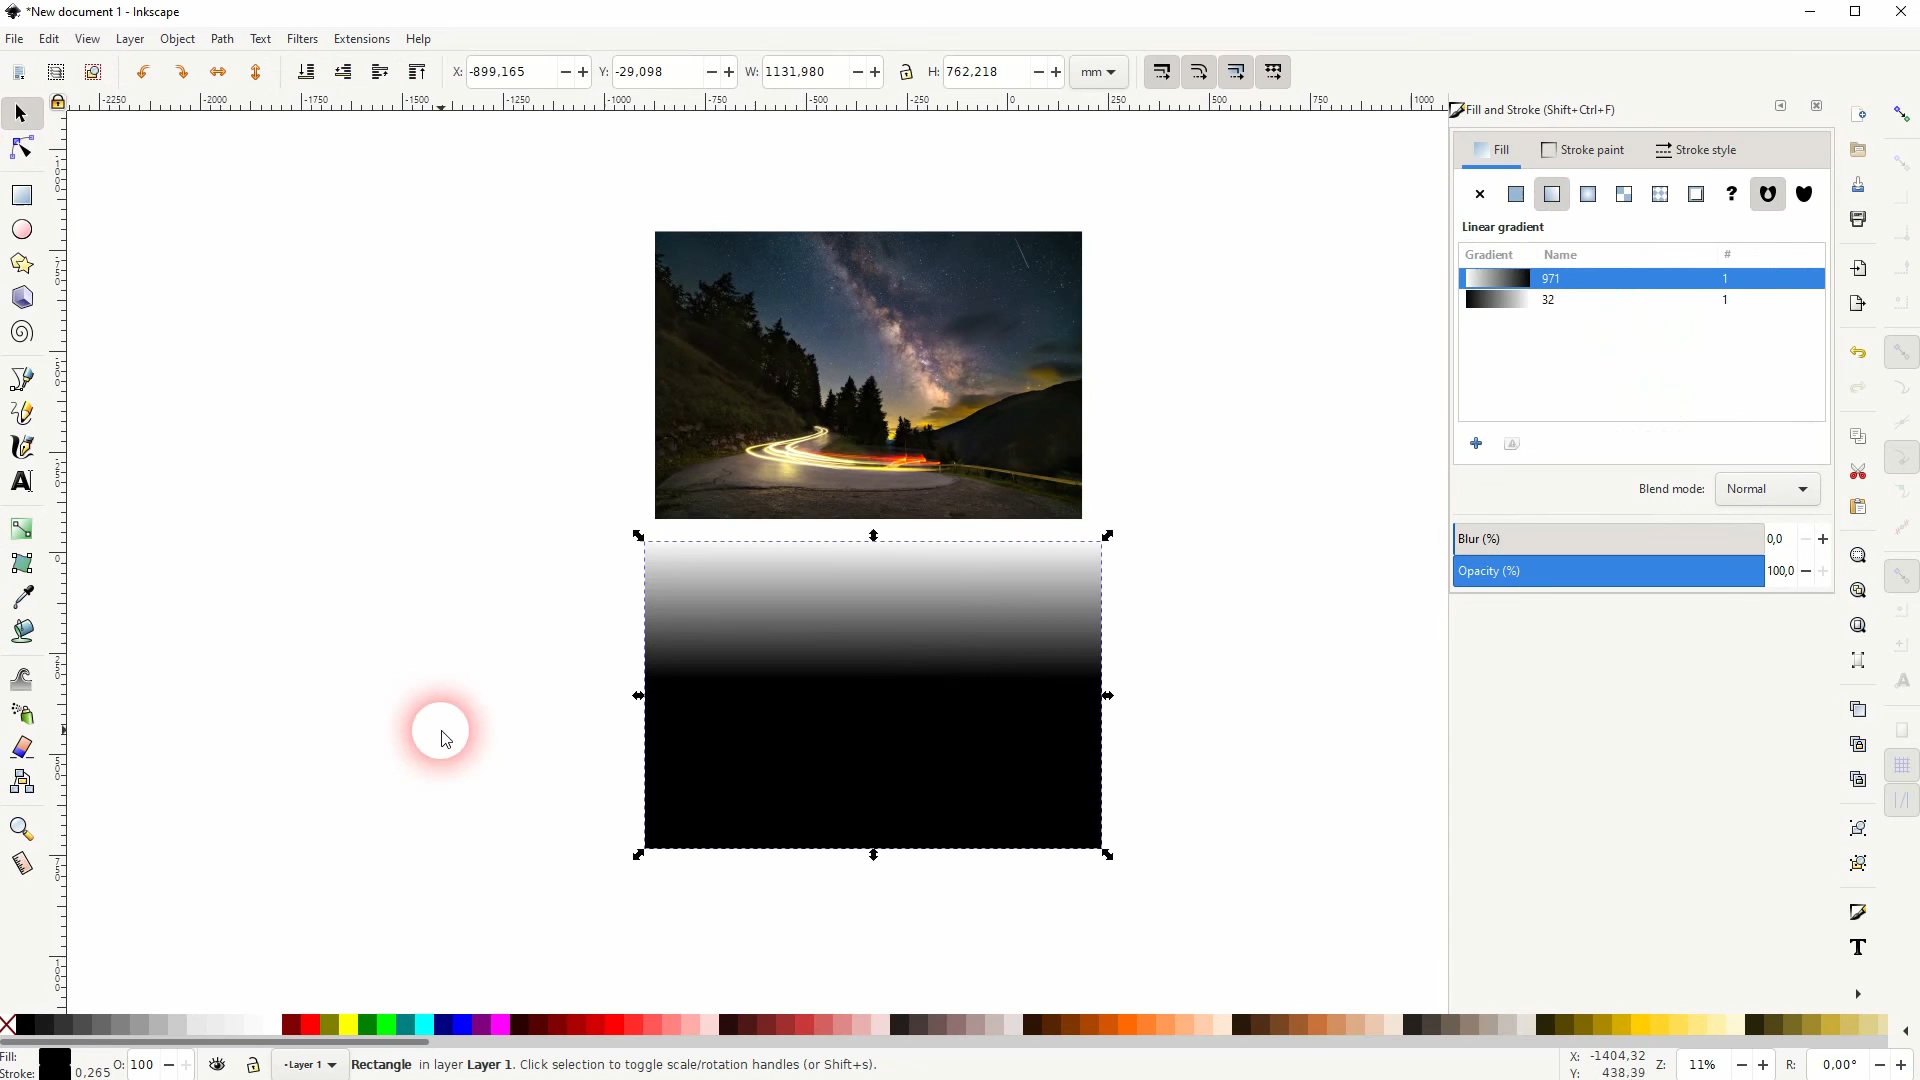 *New document 1 - Inkscape
File Edit View Layer Object Path Text Filters Extensions Help
X: -899,165 Y: -29,098 W: 1131,980 H: 762,218 mm
-2250 -2000 -1750 -1500 -1250 -1000 -750 -500 -250 0 250 500 750 1000
Fill and Stroke (Shift+Ctrl+F)
Fill Stroke paint Stroke style
Linear gradient
Gradient Name #
971 1
32 1
Blend mode: Normal
Blur (%) 0,0
Opacity (%) 100,0
Fill: O: 100 -Layer 1 Rectangle in layer Layer 1. Click selection to toggle scale/rotation handles (or Shift+s). X: -1404,32 Z: 11% R: 0,00°
Stroke: 0,265 Y: 438,39